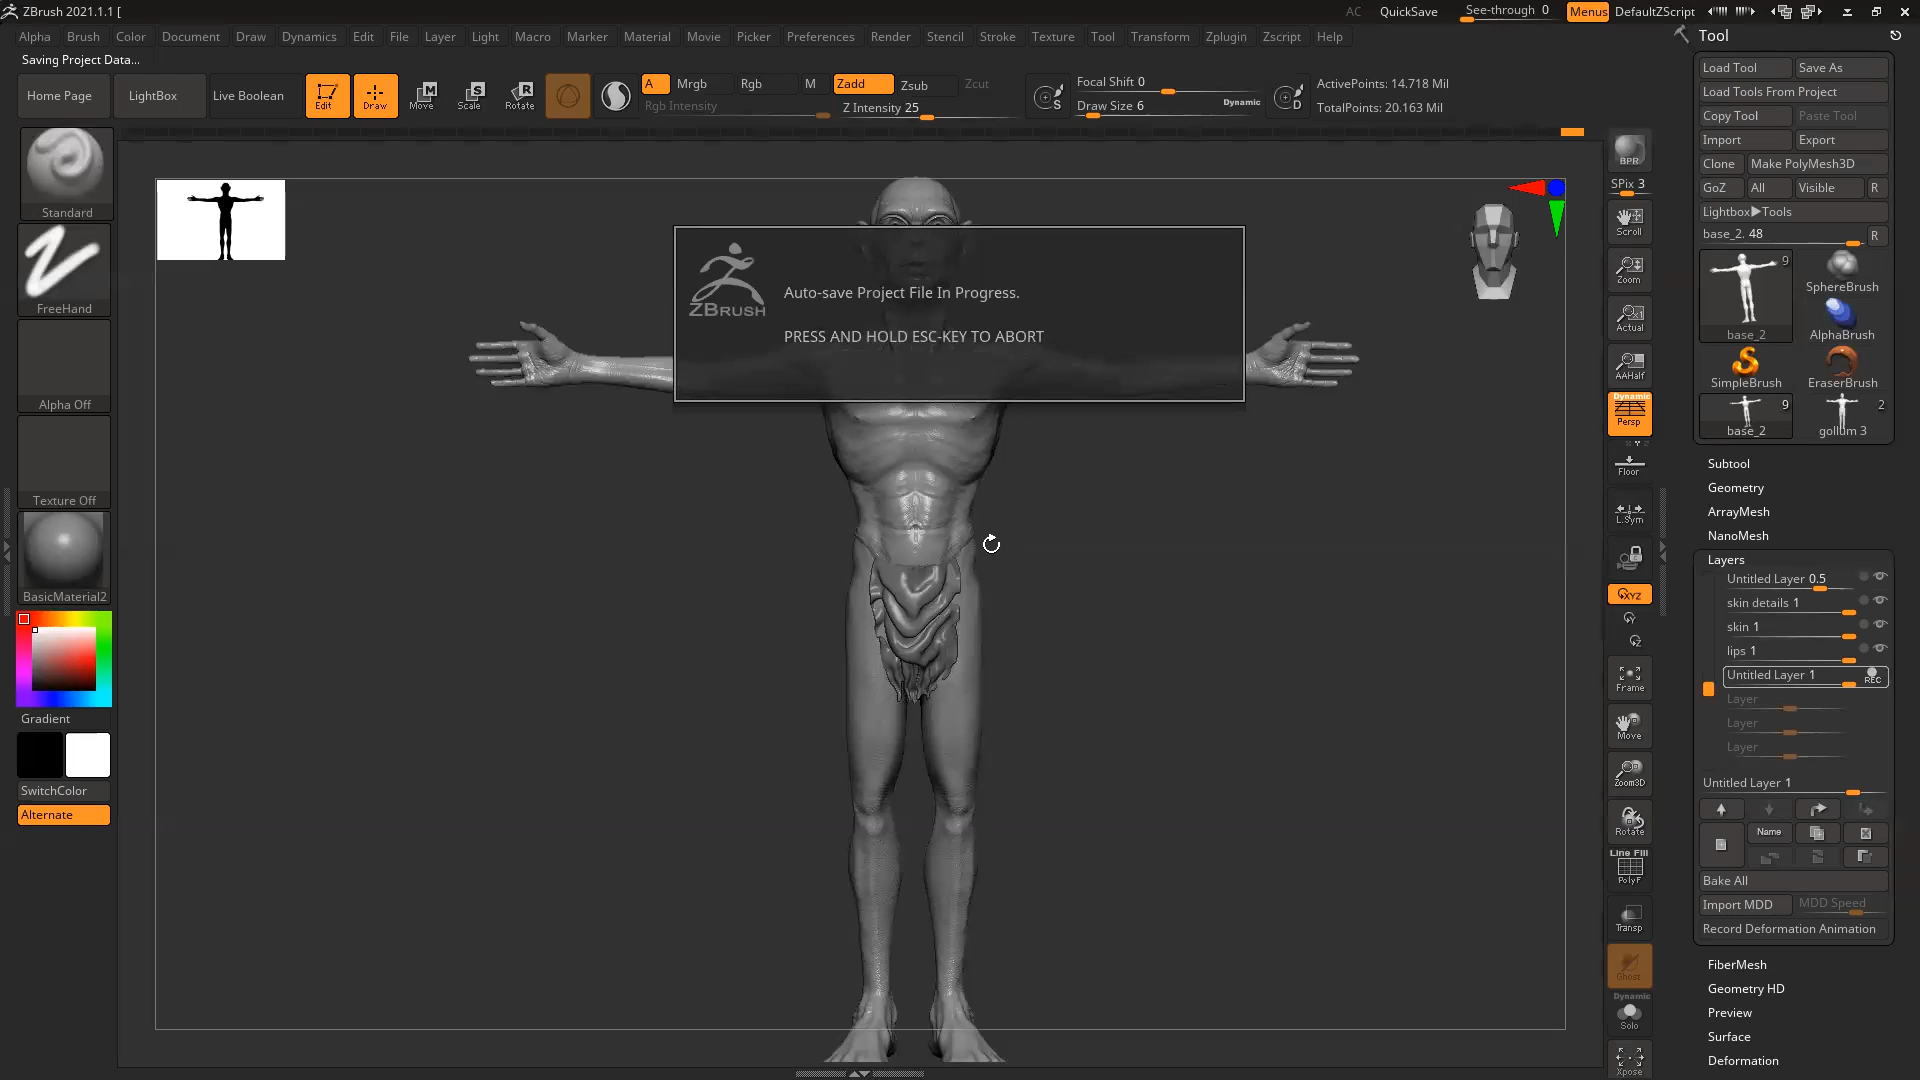 ZBrush 2021.1.1 [
AC QuickSave See-through 0 Menus DefaultZScript
Alpha Brush Color Document Draw Dynamics Edit File Layer Light Macro Marker Material Movie Picker Preferences Render Stencil Stroke Texture Tool Transform Zplugin Zscript Help
Saving Project Data...
Home Page LightBox Live Boolean Edit Draw Move Scale Rotate
M S R
A Mrgb Rgb M Zadd Zsub Zcut
Rgb Intensity Z Intensity 25
S Focal Shift 0
Draw Size 6 Dynamic D
ActivePoints: 14.718 Mil
TotalPoints: 20.163 Mil
Standard
FreeHand
Alpha Off
Texture Off
BasicMaterial2
Gradient
SwitchColor
Alternate
ZBRUSH
Auto-save Project File In Progress.
PRESS AND HOLD ESC-KEY TO ABORT
BPR
SPix 3
Scroll
Zoom
Actual
AAHalf
Dynamic
Persp
Floor
L.Sym
XYZ
Y
Z
Frame
Move
Zoom3D
Rotate
Line Fill
PolyF
Transp
Ghost
Dynamic
Solo
Xpose
Tool
Load Tool Save As
Load Tools From Project
Copy Tool Paste Tool
Import Export
Clone Make PolyMesh3D
GoZ All Visible R
Lightbox▶Tools
base_2. 48 R
9
base_2
SphereBrush
AlphaBrush
SimpleBrush EraserBrush
9 2
base_2 gollum 3
Subtool
Geometry
ArrayMesh
NanoMesh
Layers
Untitled Layer 0.5
skin details 1
skin 1
lips 1
Untitled Layer 1 REC
Layer
Layer
Layer
Untitled Layer 1
Name
Bake All
Import MDD MDD Speed
Record Deformation Animation
FiberMesh
Geometry HD
Preview
Surface
Deformation